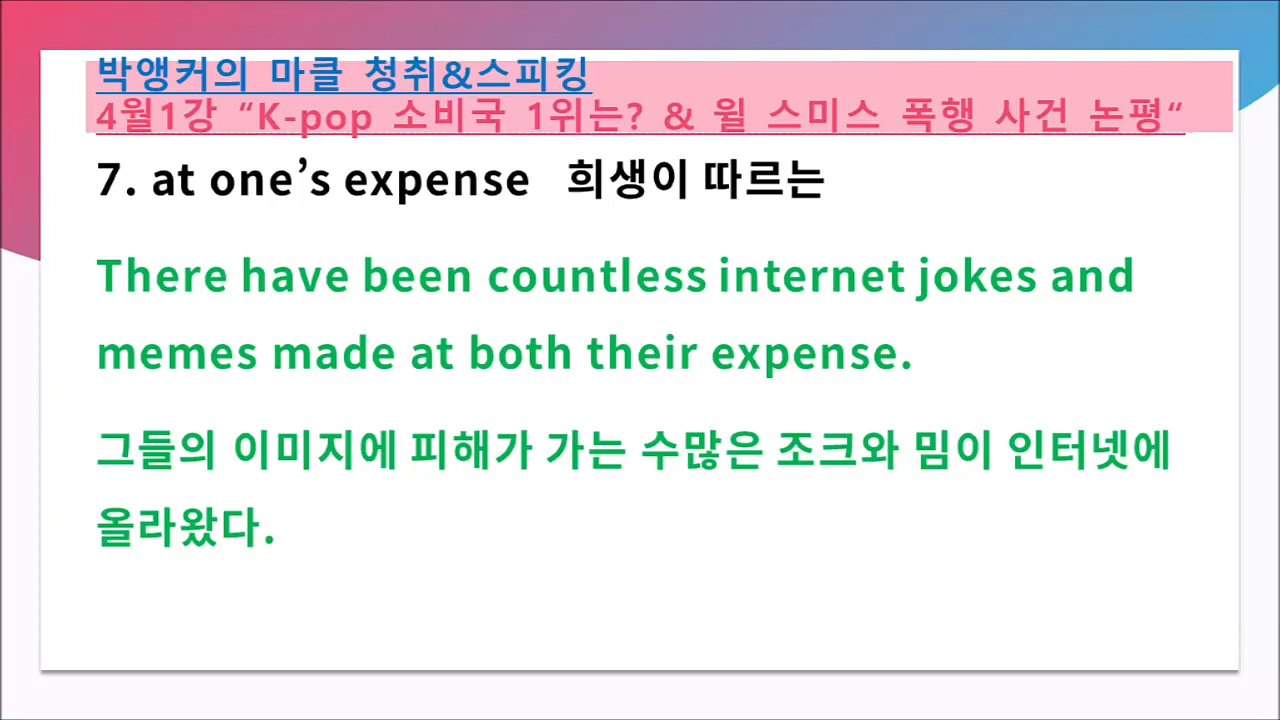 박앵커의 마클 청취&스피킹
4월1강 “K-pop 소비국 1위는? & 윌 스미스 폭행 사건 논평“
7. at one’s expense 희생이 따르는
There have been countless internet jokes and
memes made at both their expense.
그들의 이미지에 피해가 가는 수많은 조크와 밈이 인터넷에
올라왔다.